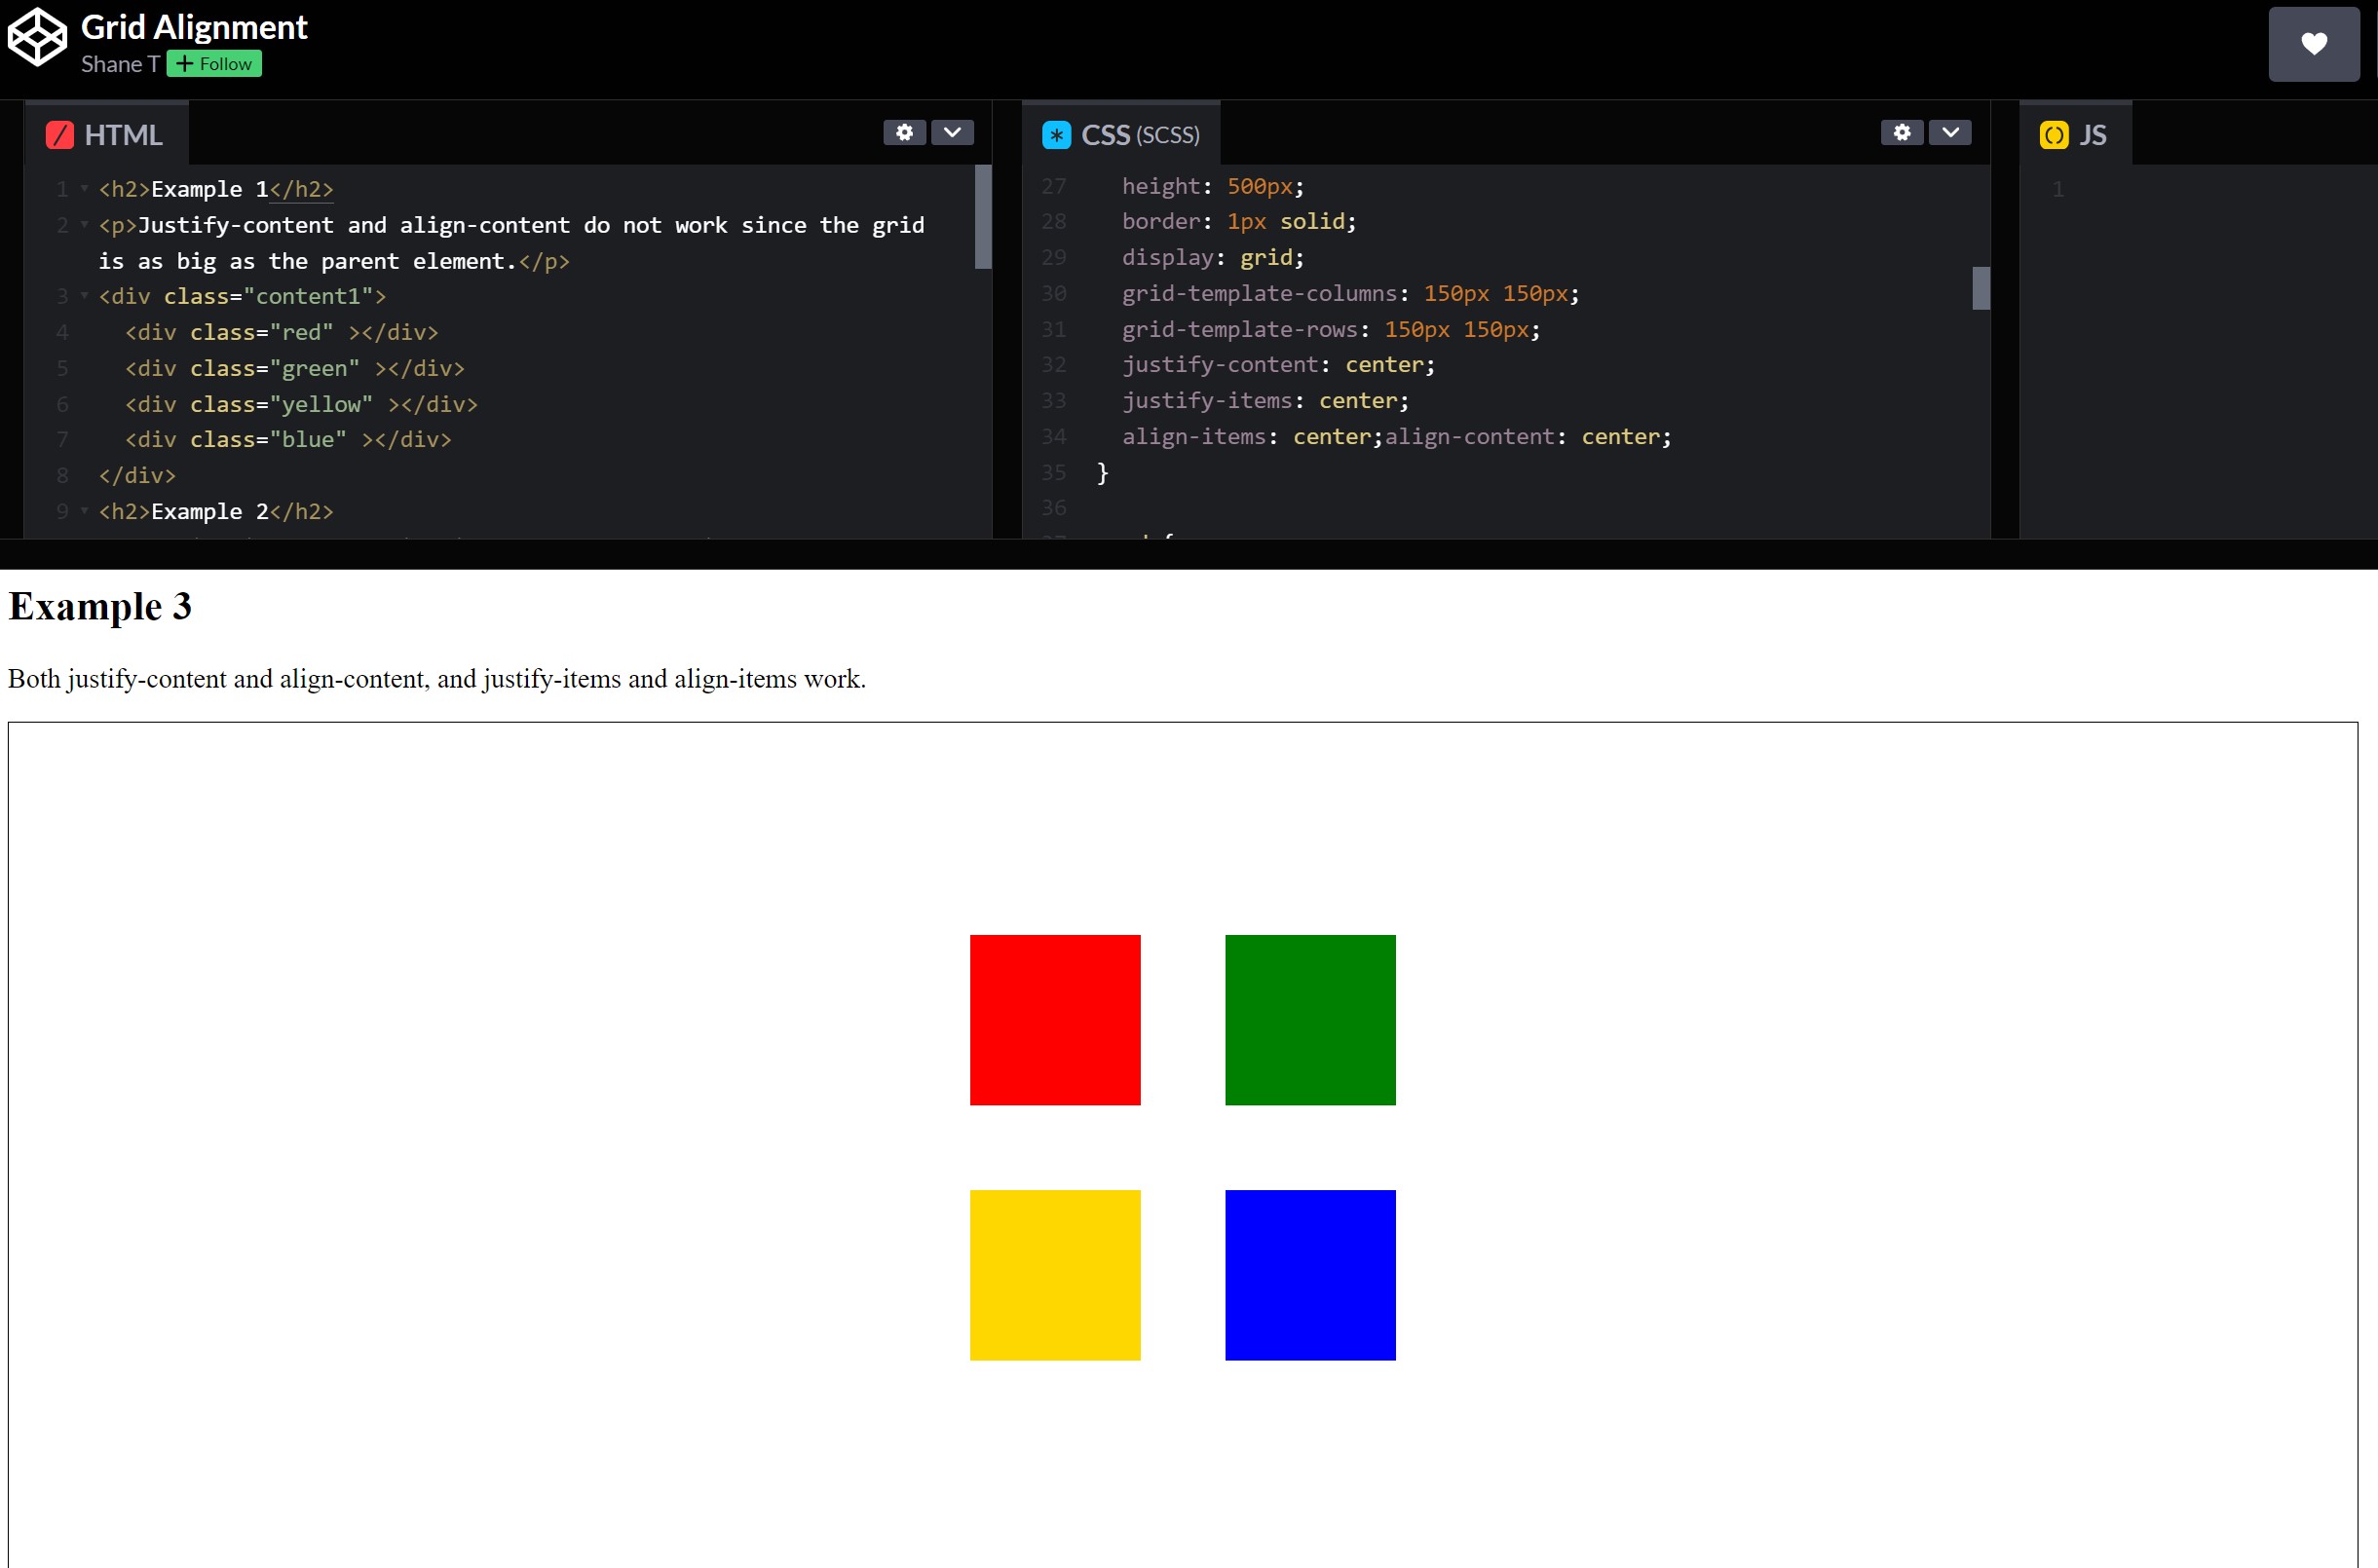 Grid Alignment
Shane T + Follow
HTML
1 <h2>Example 1</h2>
2 <p>Justify-content and align-content do not work since the grid
is as big as the parent element.</p>
3 <div class="content1">
4 <div class="red" ></div>
5 <div class="green" ></div>
6 <div class="yellow" ></div>
7 <div class="blue" ></div>
8 </div>
9 <h2>Example 2</h2>
CSS (SCSS)
27 height: 500px;
28 border: 1px solid;
29 display: grid;
30 grid-template-columns: 150px 150px;
31 grid-template-rows: 150px 150px;
32 justify-content: center;
33 justify-items: center;
34 align-items: center;align-content: center;
35 }
36
JS
1
Example 3
Both justify-content and align-content, and justify-items and align-items work.